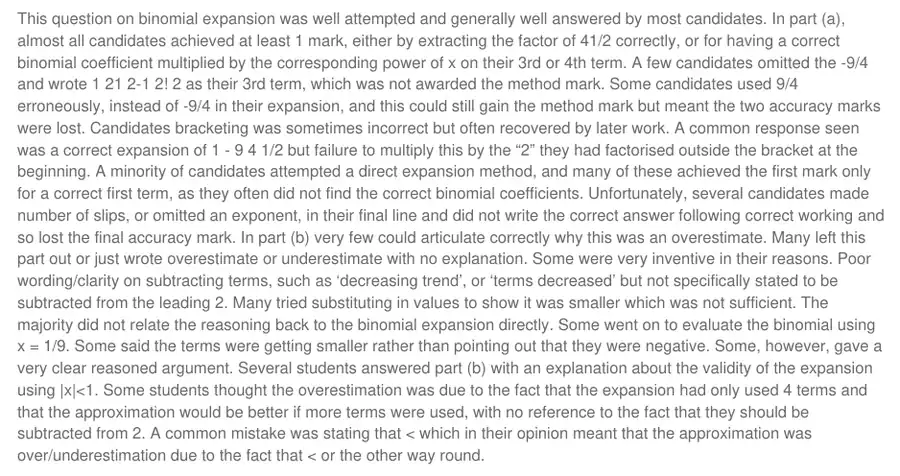 This question on binomial expansion was well attempted and generally well answered by most candidates. In part (a),
almost all candidates achieved at least 1 mark, either by extracting the factor of 41/2 correctly, or for having a correct
binomial coefficient multiplied by the corresponding power of x on their 3rd or 4th term. A few candidates omitted the -9/4
and wrote 1 21 2-1 2! 2 as their 3rd term, which was not awarded the method mark. Some candidates used 9/4
erroneously, instead of -9/4 in their expansion, and this could still gain the method mark but meant the two accuracy marks
were lost. Candidates bracketing was sometimes incorrect but often recovered by later work. A common response seen
was a correct expansion of 1 - 9 4 1/2 but failure to multiply this by the “2” they had factorised outside the bracket at the
beginning. A minority of candidates attempted a direct expansion method, and many of these achieved the first mark only
for a correct first term, as they often did not find the correct binomial coefficients. Unfortunately, several candidates made
number of slips, or omitted an exponent, in their final line and did not write the correct answer following correct working and
so lost the final accuracy mark. In part (b) very few could articulate correctly why this was an overestimate. Many left this
part out or just wrote overestimate or underestimate with no explanation. Some were very inventive in their reasons. Poor
wording/clarity on subtracting terms, such as ‘decreasing trend’, or ‘terms decreased’ but not specifically stated to be
subtracted from the leading 2. Many tried substituting in values to show it was smaller which was not sufficient. The
majority did not relate the reasoning back to the binomial expansion directly. Some went on to evaluate the binomial using
x = 1/9. Some said the terms were getting smaller rather than pointing out that they were negative. Some, however, gave a
very clear reasoned argument. Several students answered part (b) with an explanation about the validity of the expansion
using |x|<1. Some students thought the overestimation was due to the fact that the expansion had only used 4 terms and
that the approximation would be better if more terms were used, with no reference to the fact that they should be
subtracted from 2. A common mistake was stating that < which in their opinion meant that the approximation was
over/underestimation due to the fact that < or the other way round.